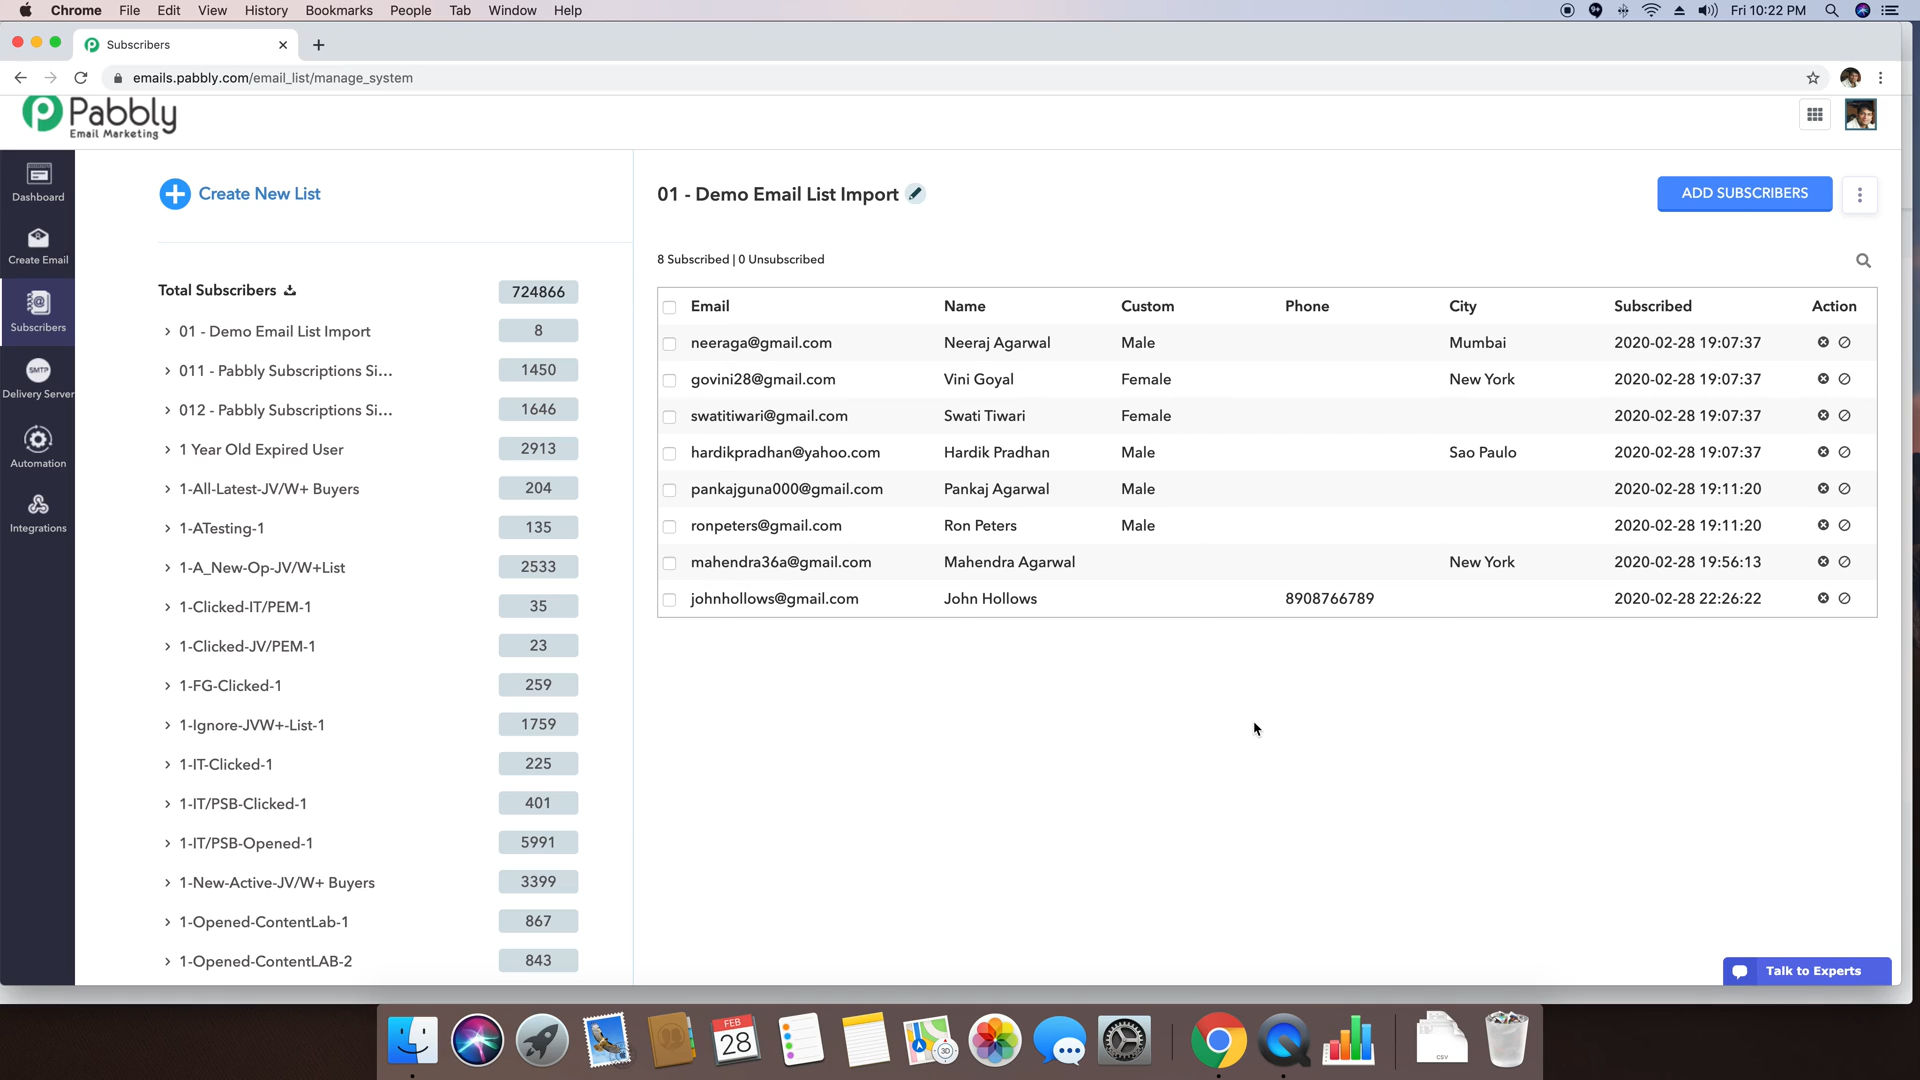 Chrome File Edit View History Bookmarks People Tab Window Help Fri 10:22 PM
Subscribers
emails.pabbly.com/email_list/manage_system
Pabbly
Email Marketing
Dashboard
Create Email
Subscribers
SMTP
Delivery Server
Automation
Integrations
Create New List
Total Subscribers 724866
01 - Demo Email List Import 8
011 - Pabbly Subscriptions Si... 1450
012 - Pabbly Subscriptions Si... 1646
1 Year Old Expired User 2913
1-All-Latest-JV/W+ Buyers 204
1-ATesting-1 135
1-A_New-Op-JV/W+List 2533
1-Clicked-IT/PEM-1 35
1-Clicked-JV/PEM-1 23
1-FG-Clicked-1 259
1-Ignore-JVW+-List-1 1759
1-IT-Clicked-1 225
1-IT/PSB-Clicked-1 401
1-IT/PSB-Opened-1 5991
1-New-Active-JV/W+ Buyers 3399
1-Opened-ContentLab-1 867
1-Opened-ContentLAB-2 843
01 - Demo Email List Import
ADD SUBSCRIBERS
8 Subscribed | 0 Unsubscribed
Email Name Custom Phone City Subscribed Action
neeraga@gmail.com Neeraj Agarwal Male Mumbai 2020-02-28 19:07:37
govini28@gmail.com Vini Goyal Female New York 2020-02-28 19:07:37
swatitiwari@gmail.com Swati Tiwari Female 2020-02-28 19:07:37
hardikpradhan@yahoo.com Hardik Pradhan Male Sao Paulo 2020-02-28 19:07:37
pankajguna000@gmail.com Pankaj Agarwal Male 2020-02-28 19:11:20
ronpeters@gmail.com Ron Peters Male 2020-02-28 19:11:20
mahendra36a@gmail.com Mahendra Agarwal New York 2020-02-28 19:56:13
johnhollows@gmail.com John Hollows 8908766789 2020-02-28 22:26:22
Talk to Experts
FEB
28
3D
CSV